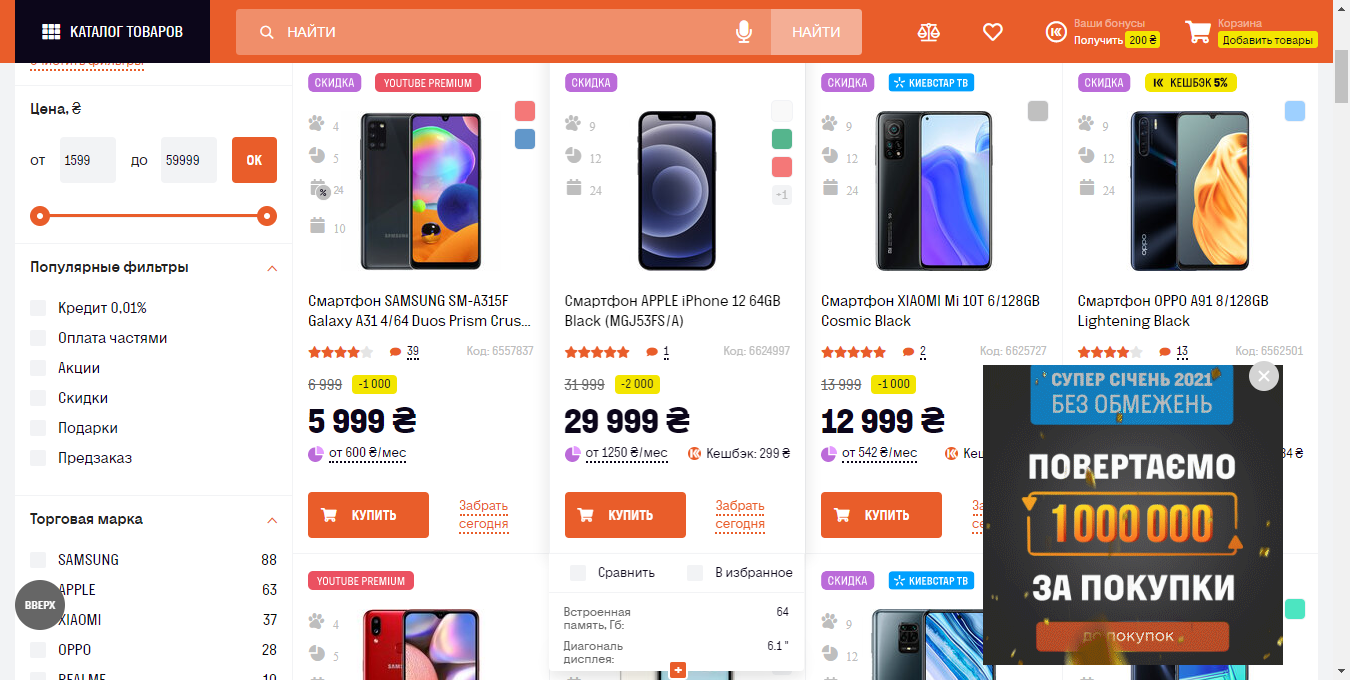 КАТАЛОГ ТОВАРОВ
НАЙТИ
НАЙТИ
Ваши бонусы
Получить 200 ₴
Корзина
Добавить товары
Цена, ₴
от 1599 до 59999 OK
Популярные фильтры
Кредит 0,01%
Оплата частями
Акции
Скидки
Подарки
Предзаказ
Торговая марка
SAMSUNG 88
APPLE 63
XIAOMI 37
OPPO 28
REALME 10
ВВЕРХ
СКИДКА YOUTUBE PREMIUM
4
5
% 24
10
SAMSUNG
Смартфон SAMSUNG SM-A315F
Galaxy A31 4/64 Duos Prism Crus...
39 Код: 6557837
6 999 -1 000
5 999 ₴
от 600 ₴/мес
КУПИТЬ
Забрать
сегодня
СКИДКА
9
12
24
+1
Смартфон APPLE iPhone 12 64GB
Black (MGJ53FS/A)
1 Код: 6624997
31 999 -2 000
29 999 ₴
от 1250 ₴/мес Кешбэк: 299 ₴
КУПИТЬ
Забрать
сегодня
Сравнить В избранное
Встроенная
память, Гб: 64
Диагональ
дисплея: 6.1 "
СКИДКА КИЕВСТАР ТВ
9
12
24
Смартфон XIAOMI Mi 10T 6/128GB
Cosmic Black
2 Код: 6625727
13 999 -1 000
12 999 ₴
от 542 ₴/мес
КУПИТЬ
СКИДКА КЕШБЭК 5%
9
12
24
oppo
Смартфон OPPO A91 8/128GB
Lightening Black
13 Код: 6562501
YOUTUBE PREMIUM
4
5
СКИДКА КИЕВСТАР ТВ
9
12
СУПЕР СІЧЕНЬ 2021
БЕЗ ОБМЕЖЕНЬ
ПОВЕРТАЄМО
1000 000
ЗА ПОКУПКИ
до покупок